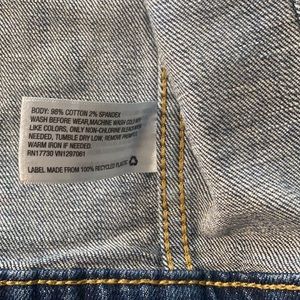 BODY: 98% COTTON 2% SPANDEX
WASH BEFORE WEAR, MACHINE WASH COLD WITH
LIKE COLORS, ONLY NON-CHLORINE BLEACH WHEN
NEEDED, TUMBLE DRY LOW, REMOVE PROMPTLY,
WARM IRON IF NEEDED.
RN17730 VN1297061
LABEL MADE FROM 100% RECYCLED PLASTIC